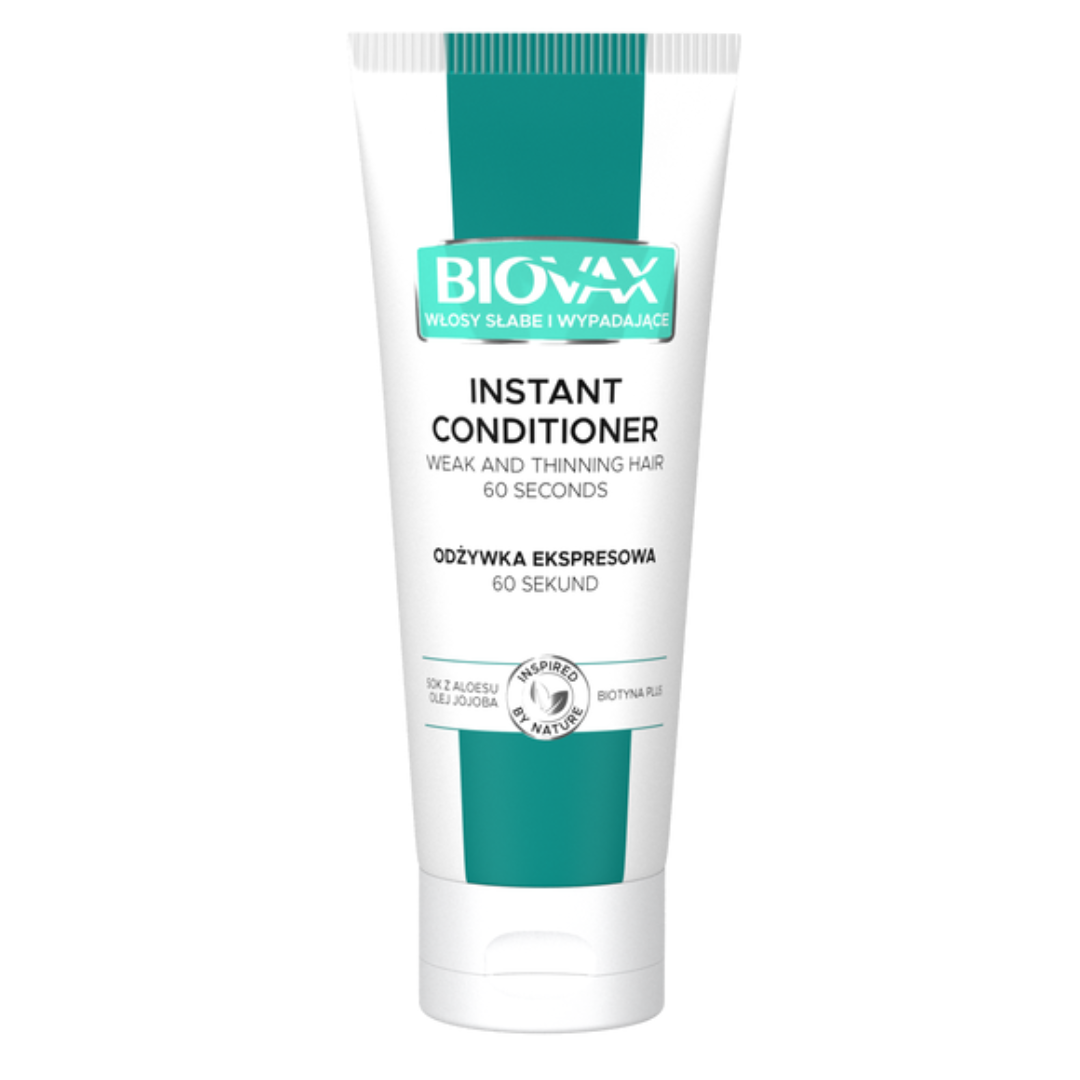 BIOVAX
WŁOSY SŁABE I WYPADAJĄCE
INSTANT
CONDITIONER
WEAK AND THINNING HAIR
60 SECONDS
ODŻYWKA EKSPRESOWA
60 SEKUND
SOK Z ALOESU
OLEJ JOJOBA
INSPIRED
BY NATURE
BIOTYNA PLUS